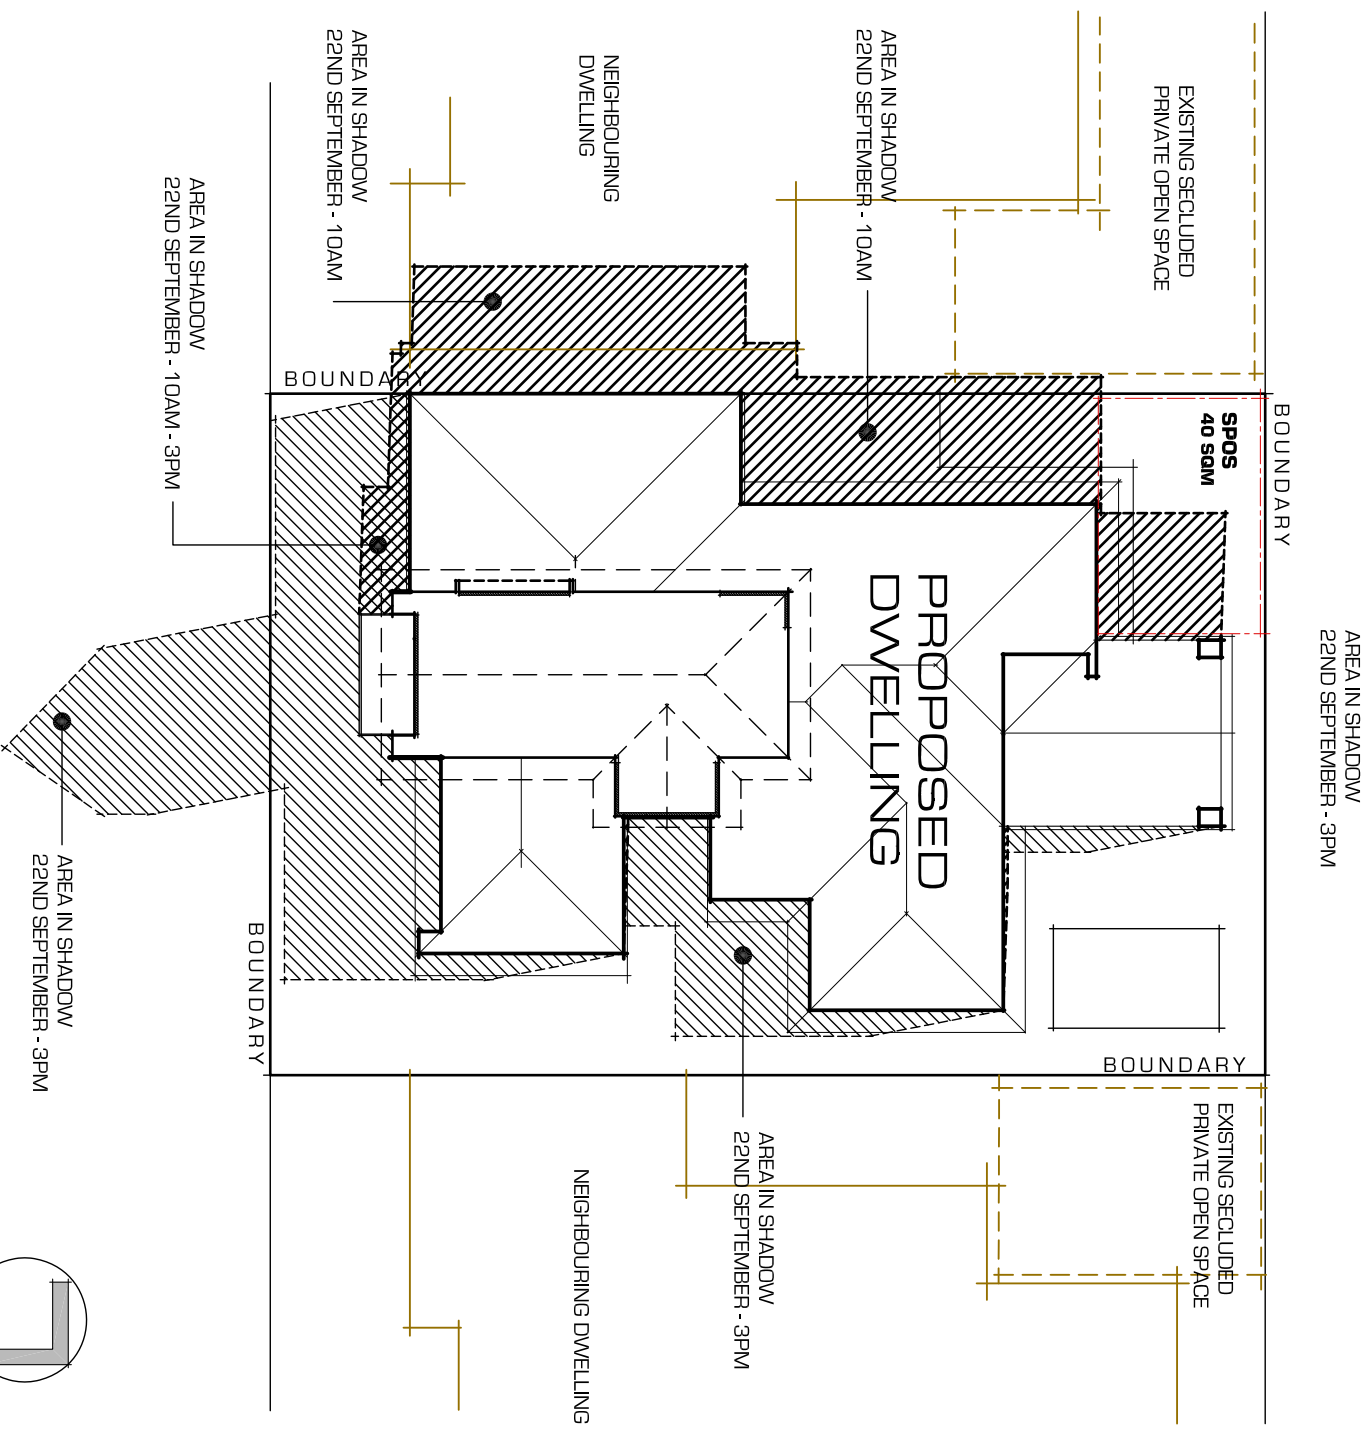 AREA IN SHADOW
22ND SEPTEMBER - 3PM
EXISTING SECLUDED
PRIVATE OPEN SPACE
BOUNDARY
SPOS
40 SQM
EXISTING SECLUDED
PRIVATE OPEN SPACE
BOUNDARY
AREA IN SHADOW
22ND SEPTEMBER - 10AM
PROPOSED
DWELLING
AREA IN SHADOW
22ND SEPTEMBER - 3PM
NEIGHBOURING
DWELLING
NEIGHBOURING DWELLING
AREA IN SHADOW
22ND SEPTEMBER - 10AM
BOUNDARY
BOUNDARY
AREA IN SHADOW
22ND SEPTEMBER - 10AM - 3PM
AREA IN SHADOW
22ND SEPTEMBER - 3PM